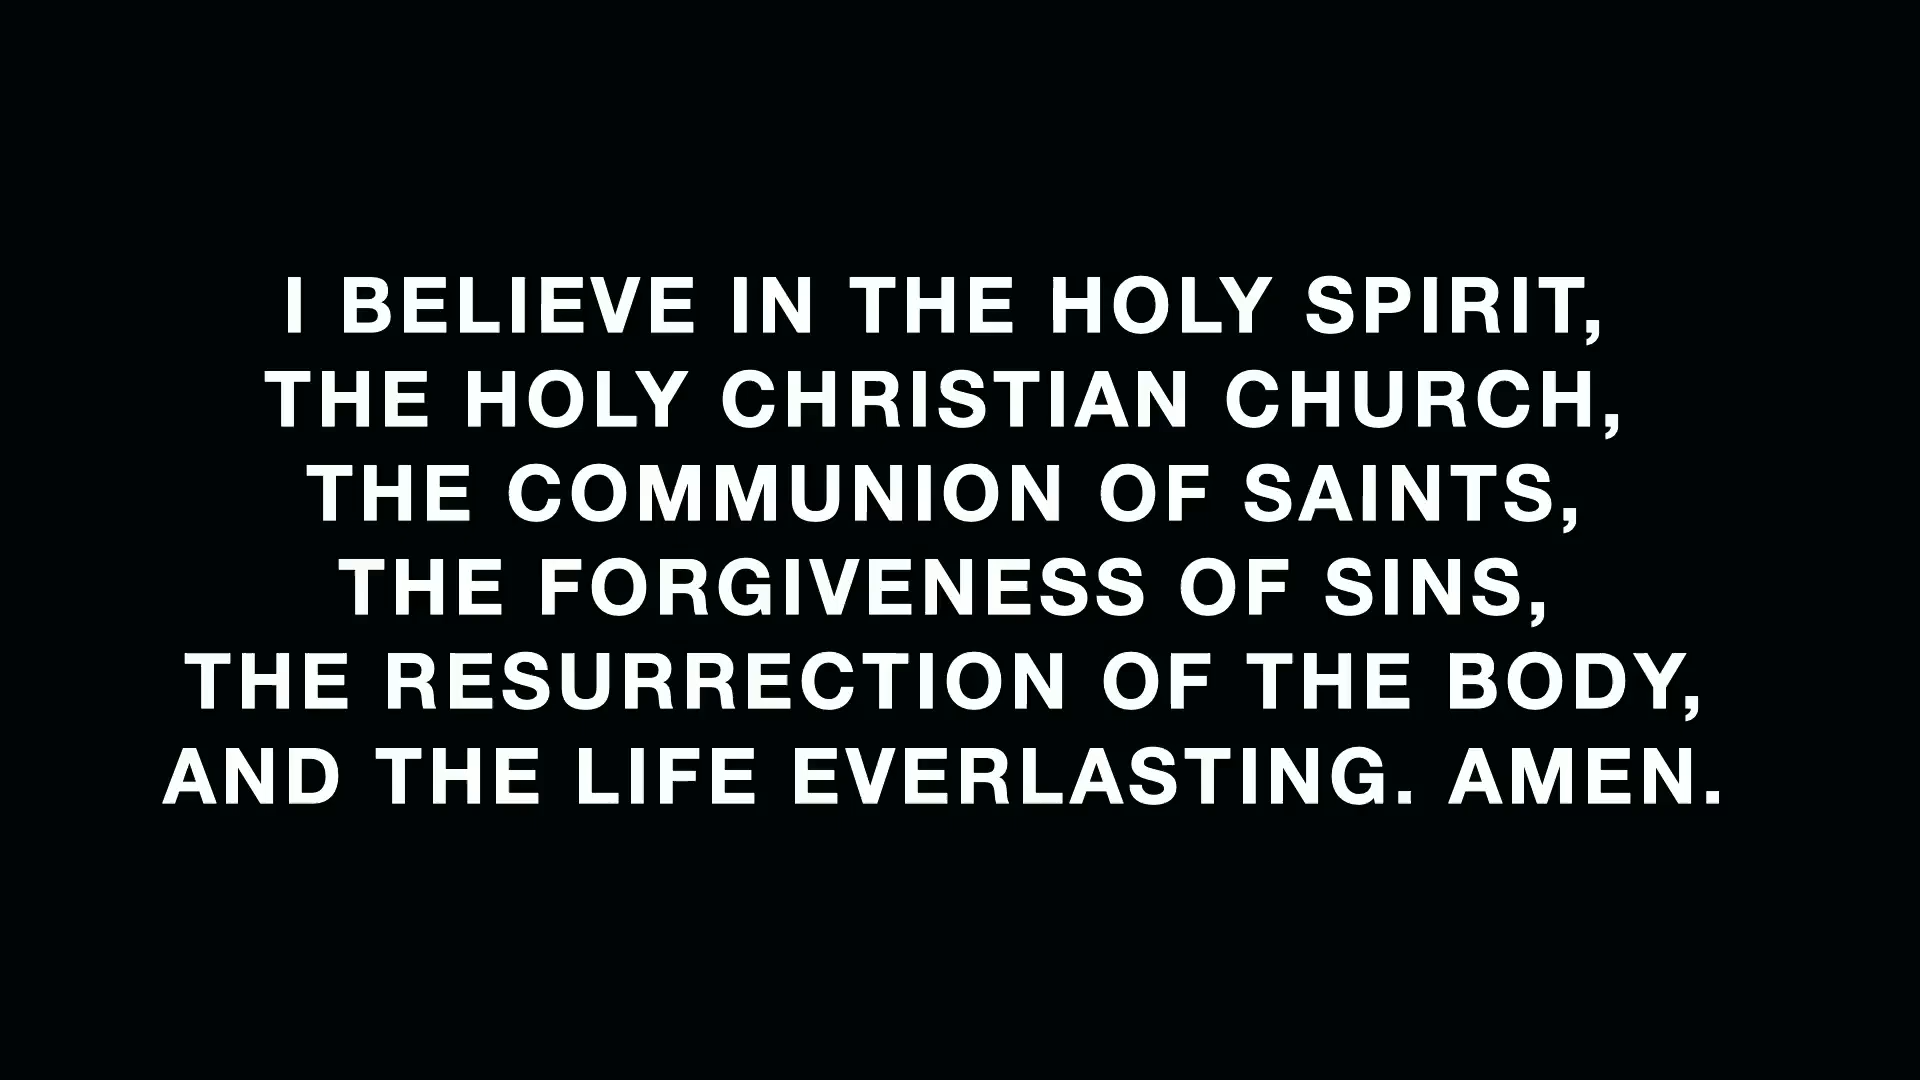 I BELIEVE IN THE HOLY SPIRIT,
THE HOLY CHRISTIAN CHURCH,
THE COMMUNION OF SAINTS,
THE FORGIVENESS OF SINS,
THE RESURRECTION OF THE BODY,
AND THE LIFE EVERLASTING. AMEN.